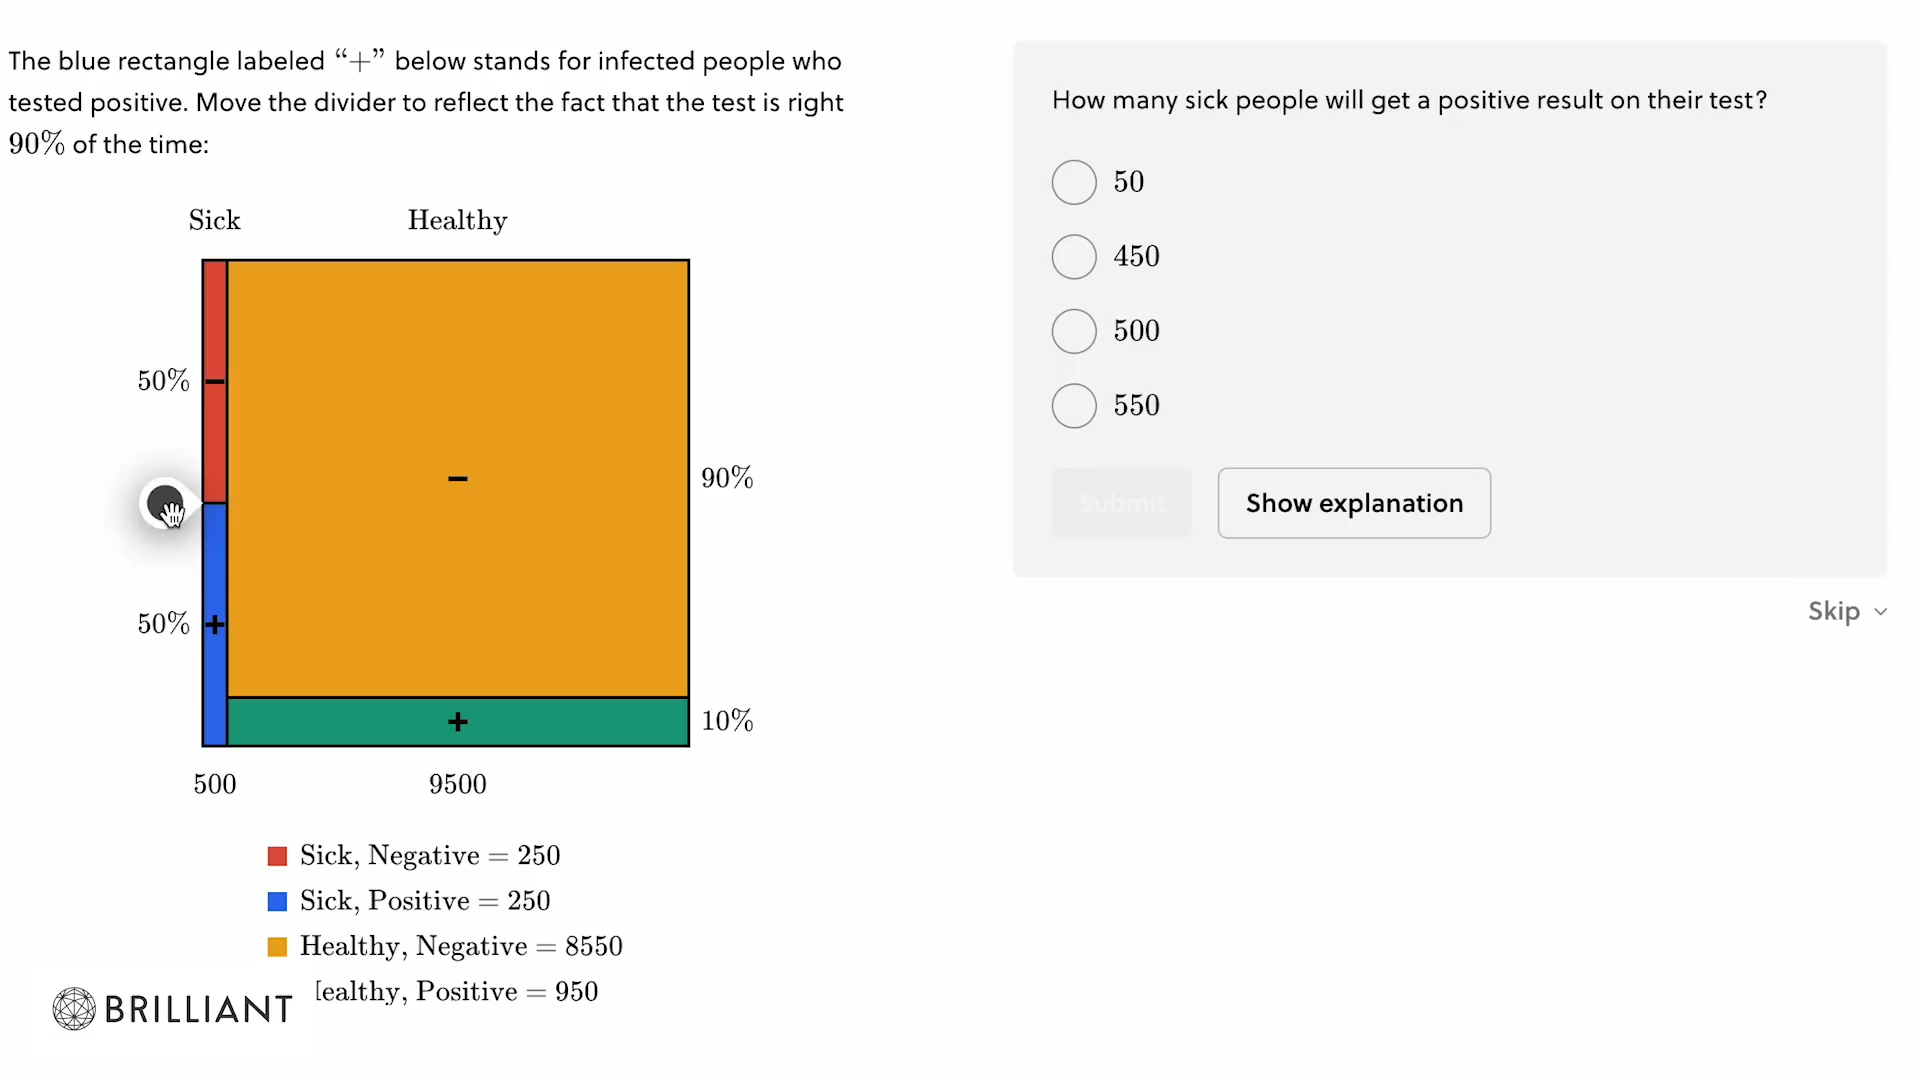 The blue rectangle labeled “+” below stands for infected people who
tested positive. Move the divider to reflect the fact that the test is right
90% of the time:
Sick
Healthy
50%
−
50%
+
−
90%
+
10%
500
9500
Sick, Negative = 250
Sick, Positive = 250
Healthy, Negative = 8550
ealthy, Positive = 950
BRILLIANT
How many sick people will get a positive result on their test?
50
450
500
550
Submit
Show explanation
Skip